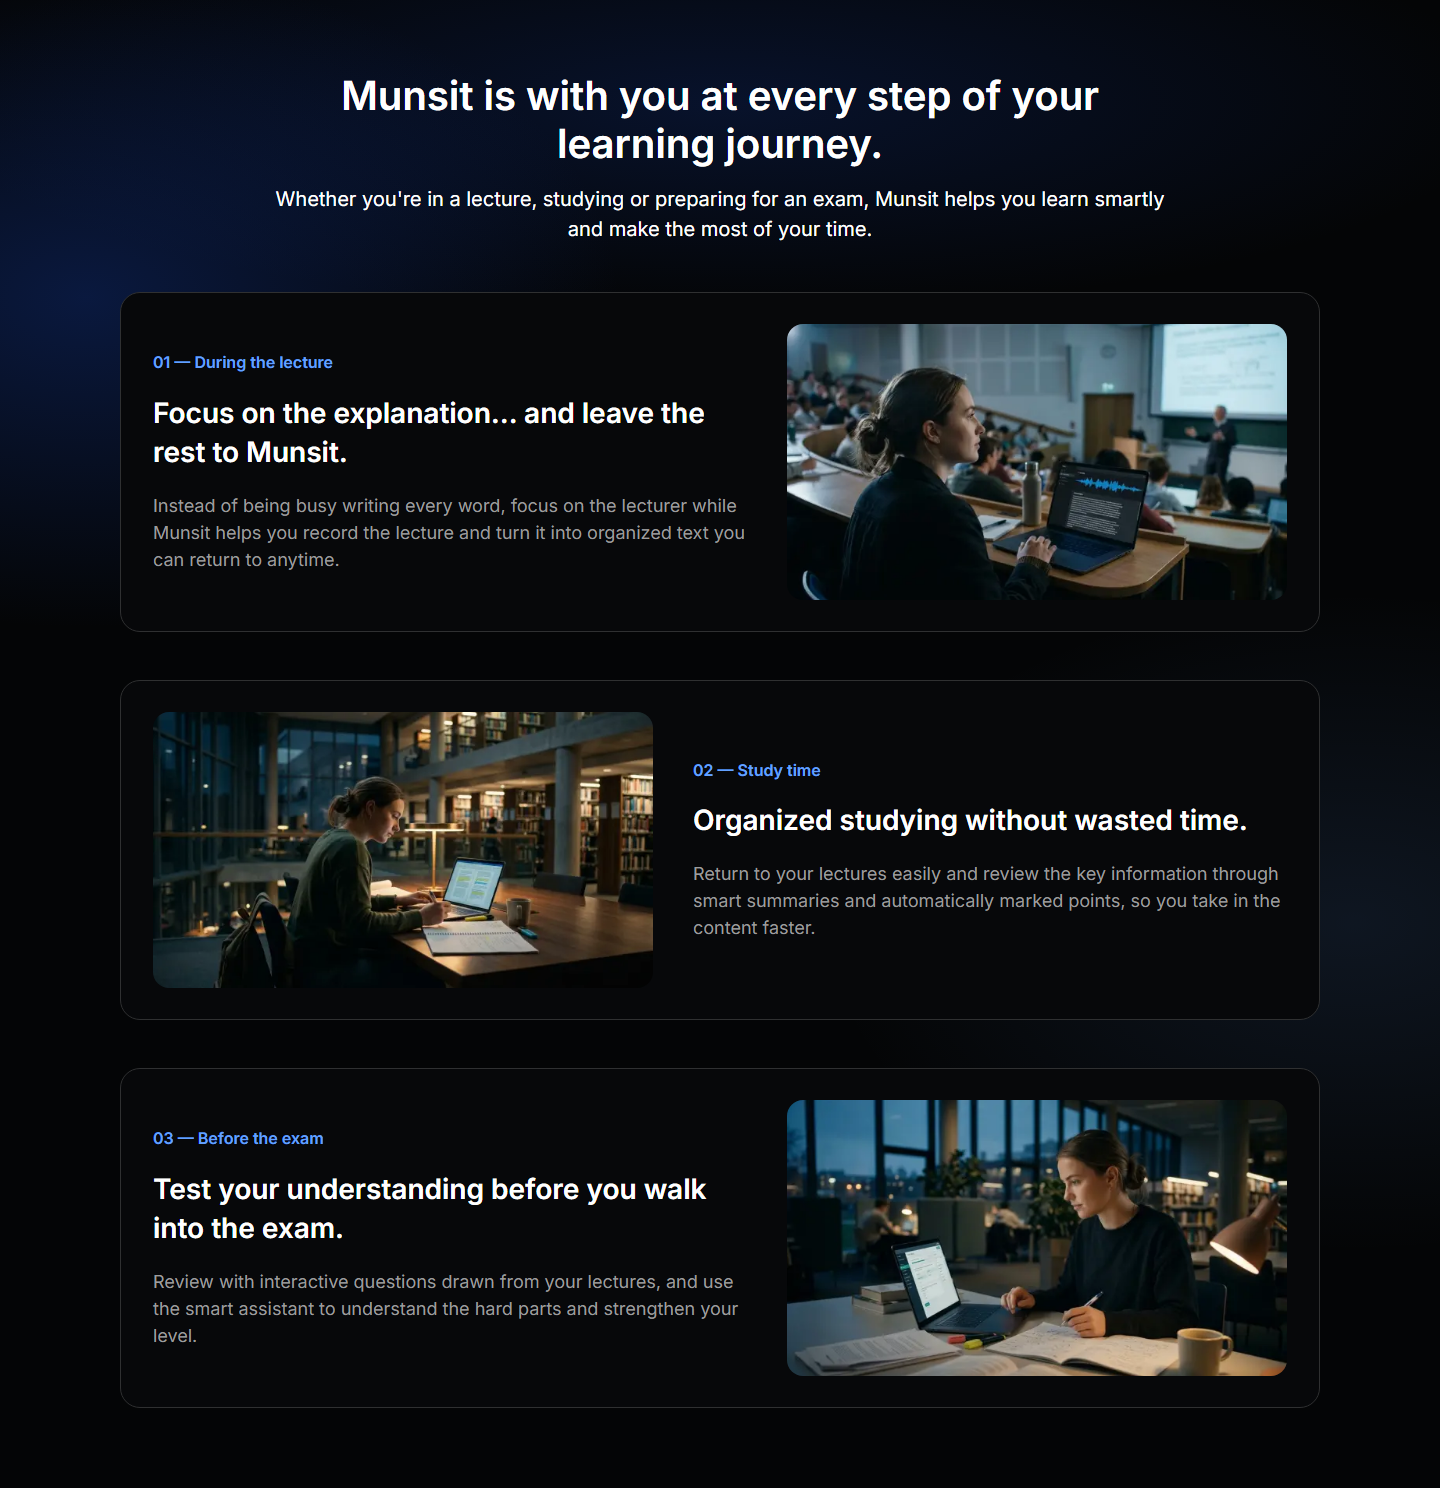 Munsit is with you at every step of your
learning journey.
Whether you're in a lecture, studying or preparing for an exam, Munsit helps you learn smartly
and make the most of your time.
01 — During the lecture
Focus on the explanation... and leave the
rest to Munsit.
Instead of being busy writing every word, focus on the lecturer while
Munsit helps you record the lecture and turn it into organized text you
can return to anytime.
02 — Study time
Organized studying without wasted time.
Return to your lectures easily and review the key information through
smart summaries and automatically marked points, so you take in the
content faster.
03 — Before the exam
Test your understanding before you walk
into the exam.
Review with interactive questions drawn from your lectures, and use
the smart assistant to understand the hard parts and strengthen your
level.